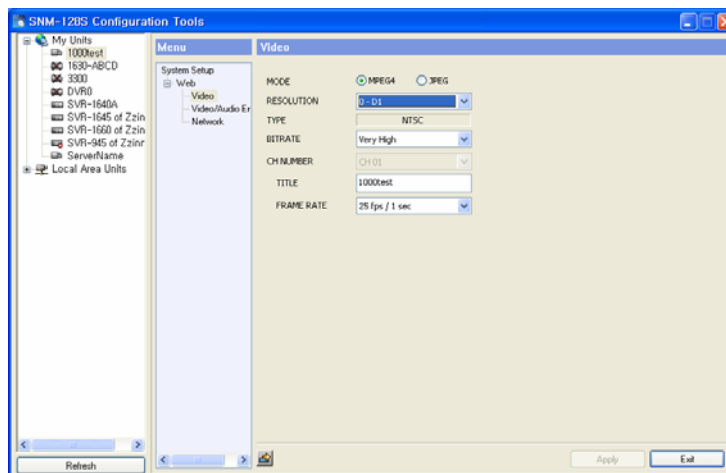 SNM-128S Configuration Tools
My Units
1000test
1630-ABCD
3300
DVR0
SVR-1640A
SVR-1645 of Zzin
SVR-1660 of Zzin
SVR-945 of Zzinr
ServerName
Local Area Units
Refresh
Menu
System Setup
Web
Video
Video/Audio Er
Network
Video
MODE MPEG4 JPEG
RESOLUTION 0 - D1
TYPE NTSC
BITRATE Very High
CH NUMBER CH 01
TITLE 1000test
FRAME RATE 25 fps / 1 sec
Apply Exit